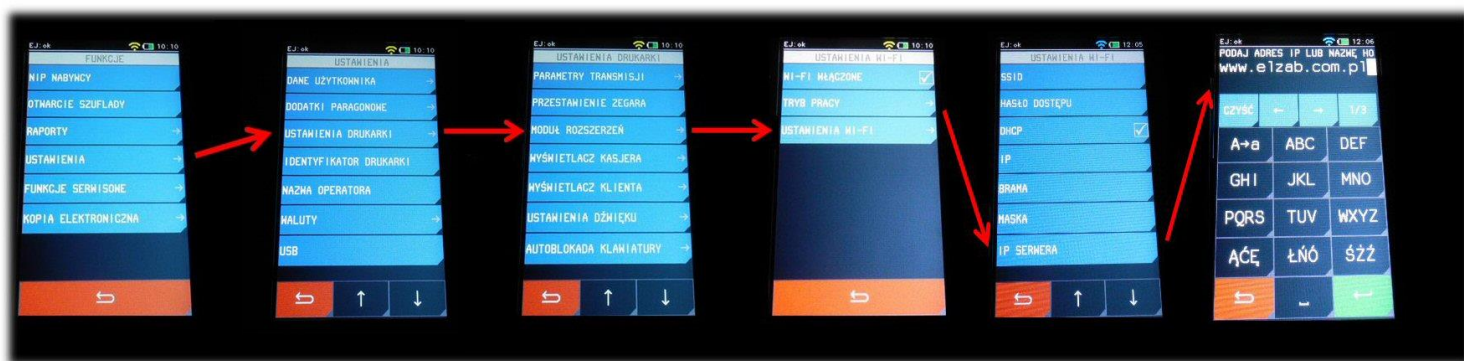 EJ: ok 10:10
FUNKCJE
NIP NABYWCY
OTWARCIE SZUFLADY
RAPORTY →
USTAWIENIA →
FUNKCJE SERWISOWE →
KOPIA ELEKTRONICZNA →
EJ: ok 10:10
USTAWIENIA
DANE UŻYTKOWNIKA →
DODATKI PARAGONOWE →
USTAWIENIA DRUKARKI →
IDENTYFIKATOR DRUKARKI
NAZWA OPERATORA
WALUTY →
USB
↑ ↓
EJ: ok 10:10
USTAWIENIA DRUKARKI
PARAMETRY TRANSMISJI →
PRZESTAWIENIE ZEGARA
MODUŁ ROZSZERZEŃ →
WYŚWIETLACZ KASJERA →
WYŚWIETLACZ KLIENTA →
USTAWIENIA DŹWIĘKU →
AUTOBLOKADA KLAWIATURY →
↑ ↓
EJ: ok 10:10
USTAWIENIA WI-FI
WI-FI WŁĄCZONE
TRYB PRACY →
USTAWIENIA WI-FI →
EJ: ok 12:05
USTAWIENIA WI-FI
SSID
HASŁO DOSTĘPU
DHCP
IP
BRAMA
MASKA
IP SERWERA
↑ ↓
EJ: ok 12:06
PODAJ ADRES IP LUB NAZWĘ HO
www.elzab.com.pl
CZYŚĆ ← → 1/3
A→a ABC DEF
GHI JKL MNO
PQRS TUV WXYZ
ĄĆĘ ŁŃÓ ŚŻŹ